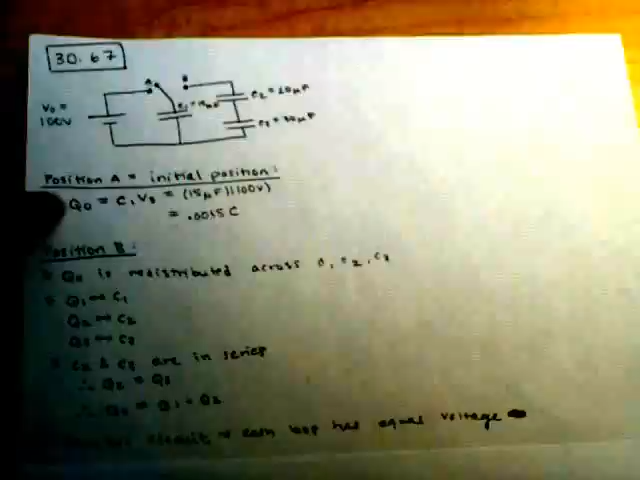 30.67
A B
V₀ =
100V
C₁ = 15μF
C₂ = 20μF
C₃ = 30μF
Position A = initial position:
Q₀ = C₁V₀ = (15μF)(100V)
= .0015C
Position B:
Q₀ is redistributed across C₁, C₂, C₃
Q₁ ⇔ C₁
Q₂ ⇔ C₂
Q₃ ⇔ C₃
C₂ & C₃ are in series
∴ Q₂ = Q₃
∴ Q₀ = Q₁ + Q₂
circuit → each loop has equal voltage